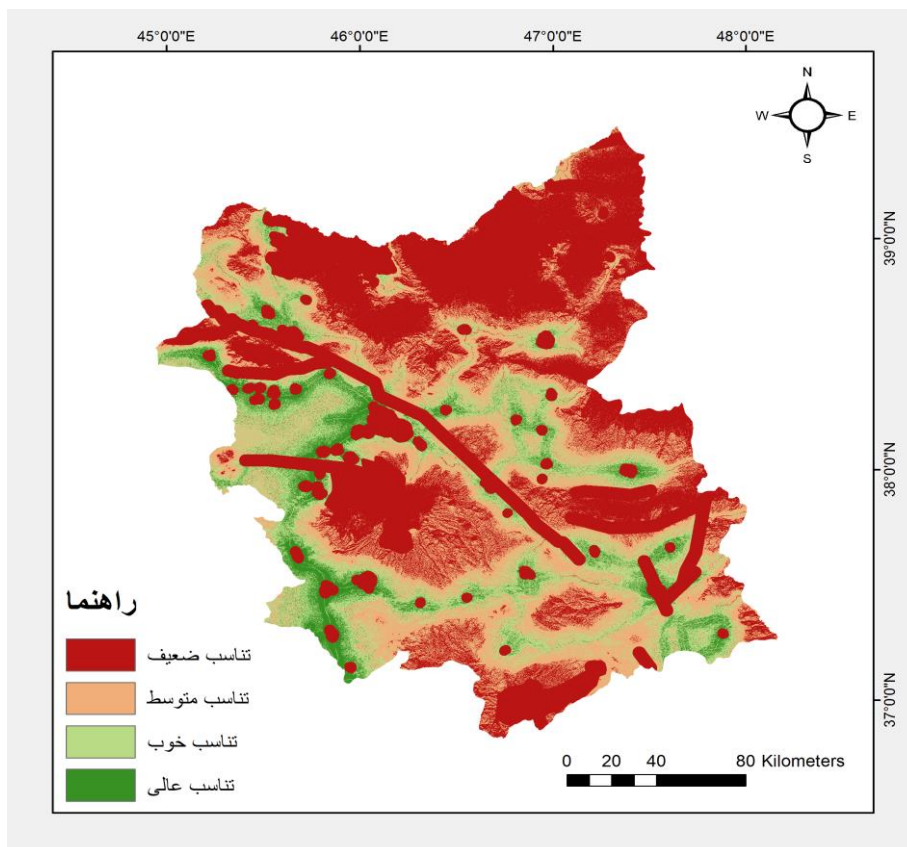 45°0'0"E 46°0'0"E 47°0'0"E 48°0'0"E
N
W E
S
39°0'0"N
38°0'0"N
37°0'0"N
راهنما
تناسب ضعیف
تناسب متوسط
تناسب خوب
تناسب عالی
0 20 40 80 Kilometers